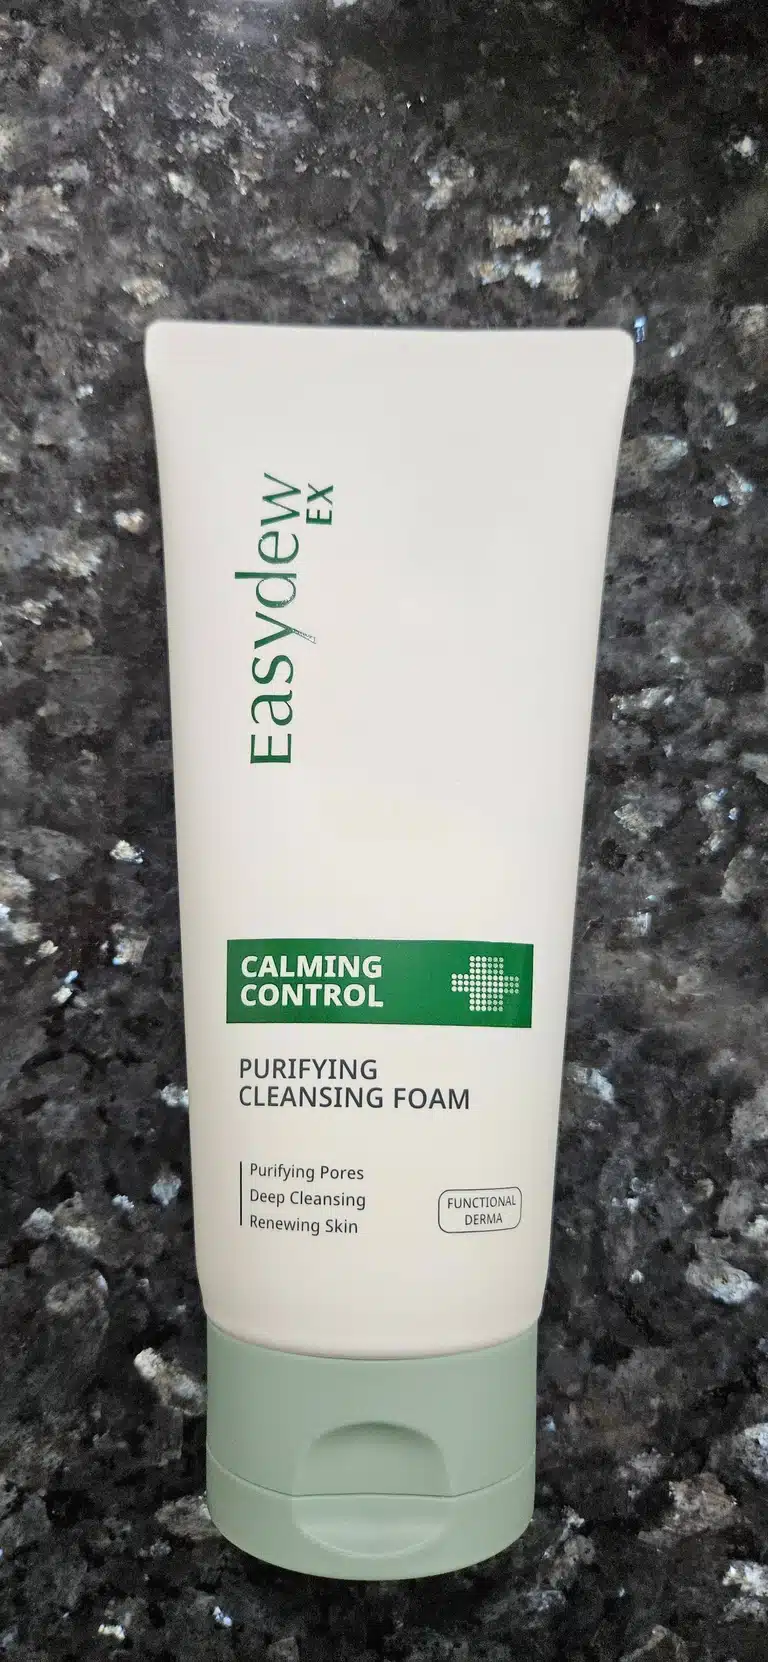 Easydew
EX
CALMING
CONTROL
PURIFYING
CLEANSING FOAM
Purifying Pores
Deep Cleansing
Renewing Skin
FUNCTIONAL
DERMA